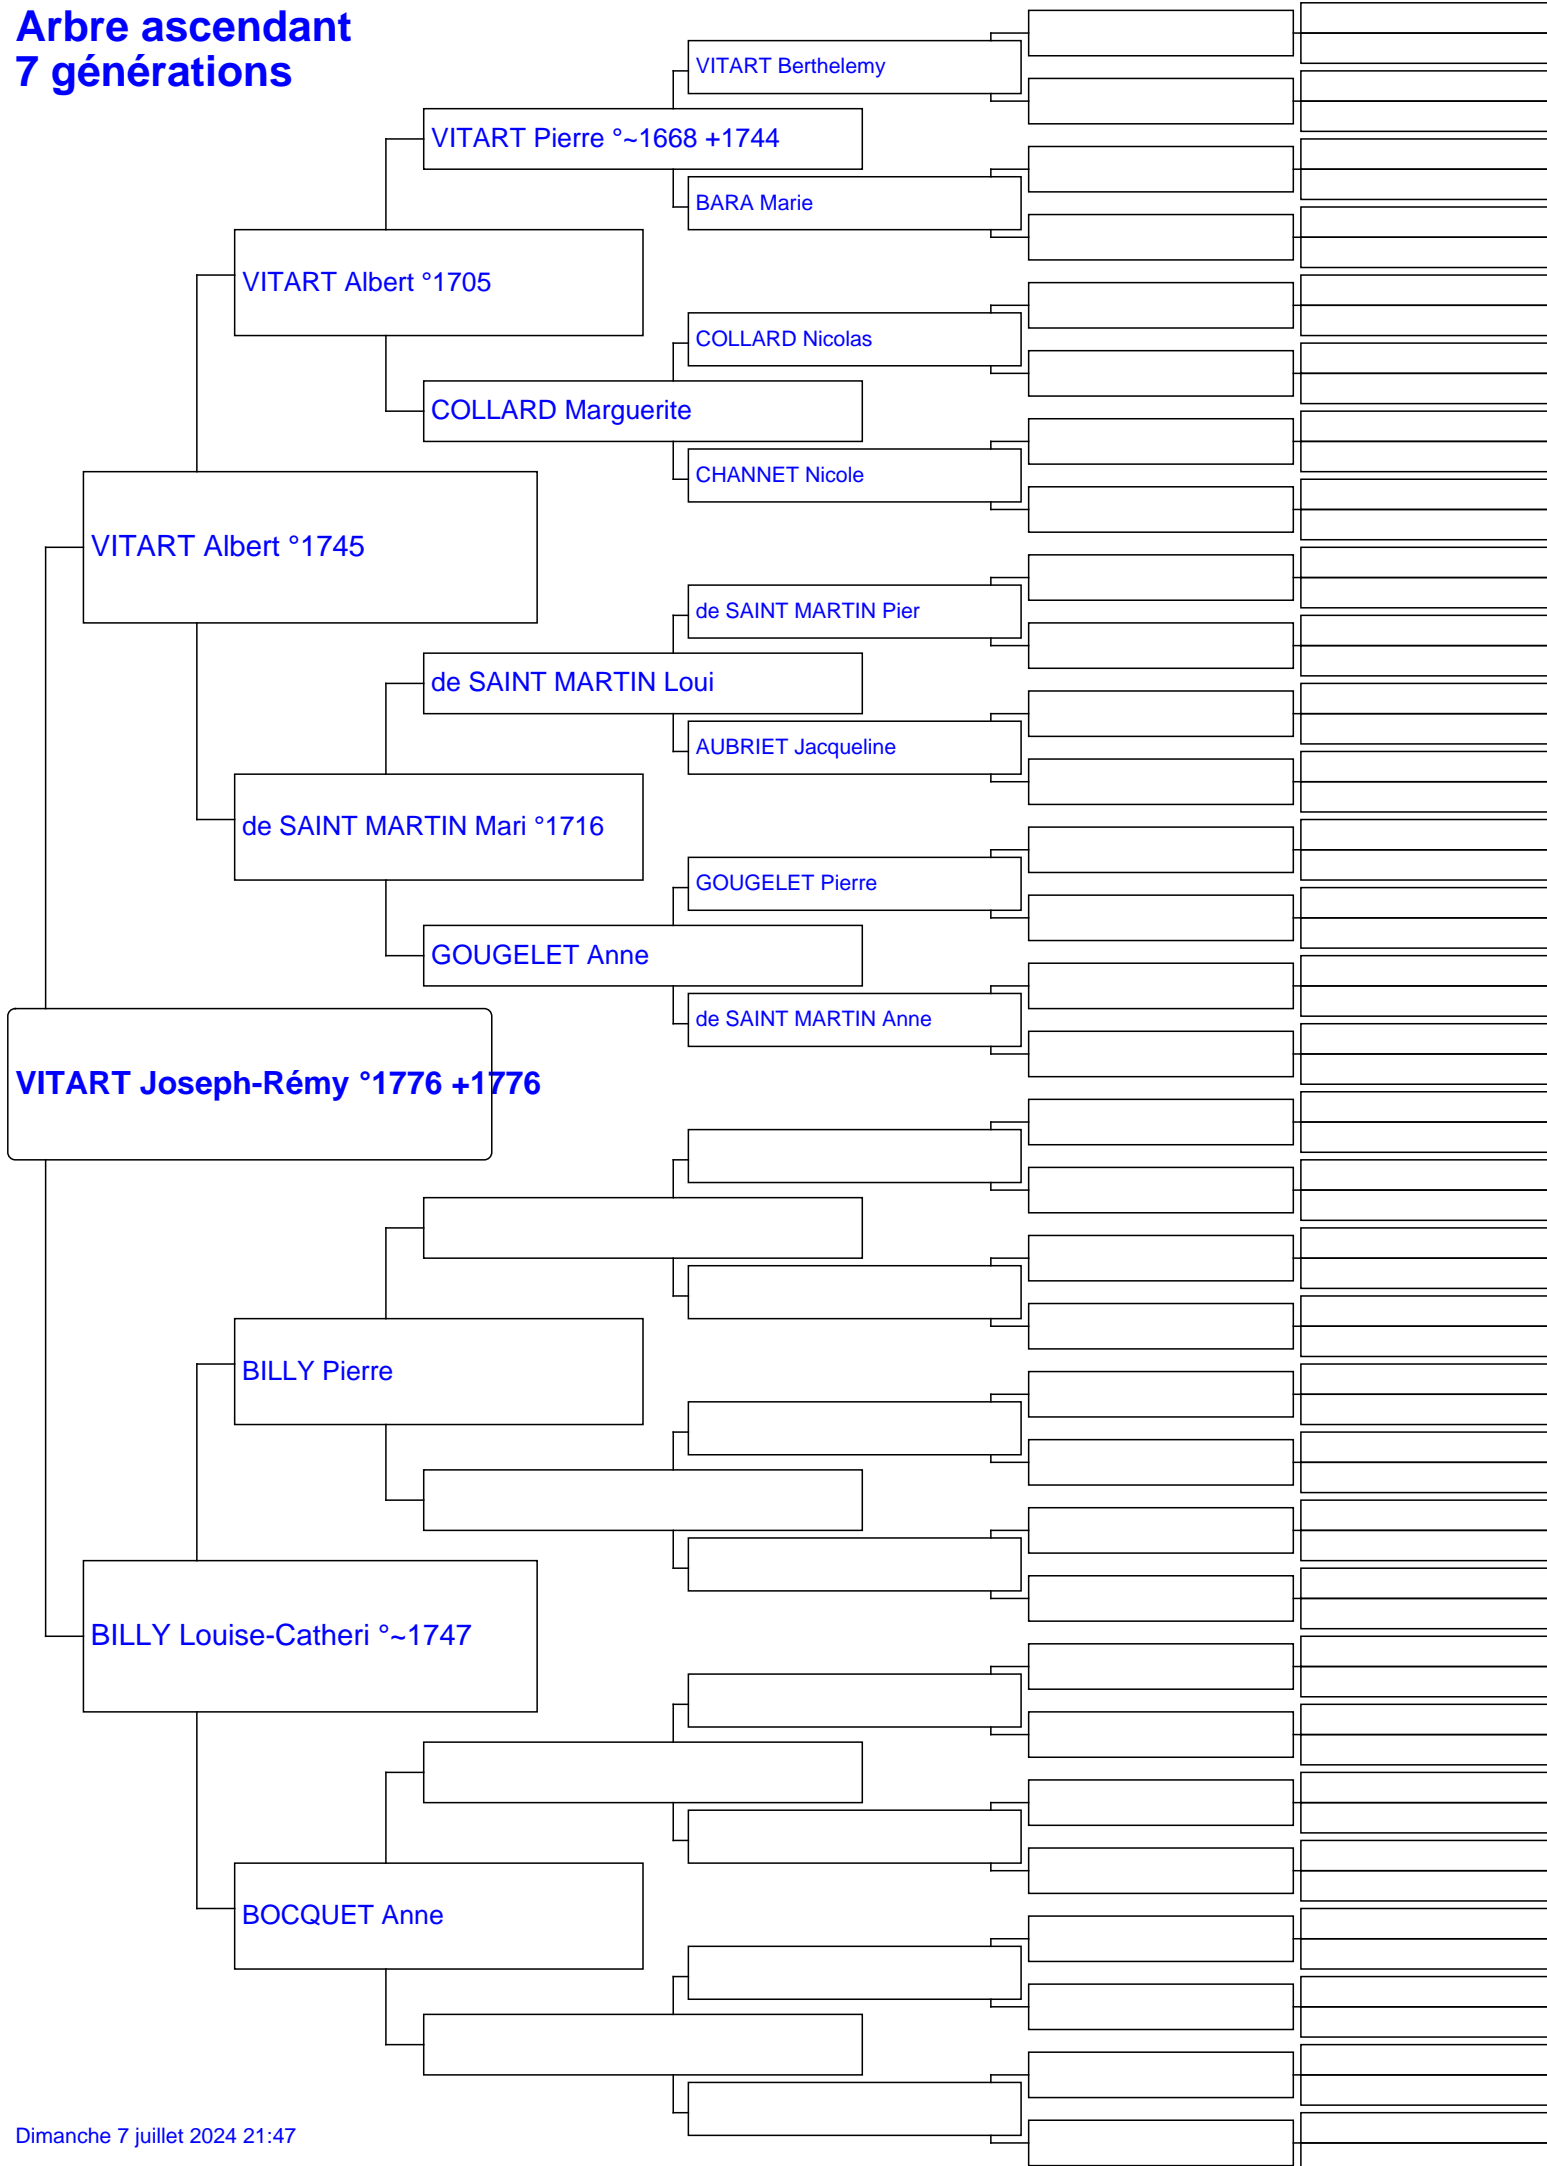 Arbre ascendant
7 générations
VITART Berthelemy
VITART Pierre °~1668 +1744
BARA Marie
VITART Albert °1705
COLLARD Nicolas
COLLARD Marguerite
CHANNET Nicole
VITART Albert °1745
de SAINT MARTIN Pier
de SAINT MARTIN Loui
AUBRIET Jacqueline
de SAINT MARTIN Mari °1716
GOUGELET Pierre
GOUGELET Anne
de SAINT MARTIN Anne
VITART Joseph-Rémy °1776 +1776
BILLY Pierre
BILLY Louise-Catheri °~1747
BOCQUET Anne
Dimanche 7 juillet 2024 21:47